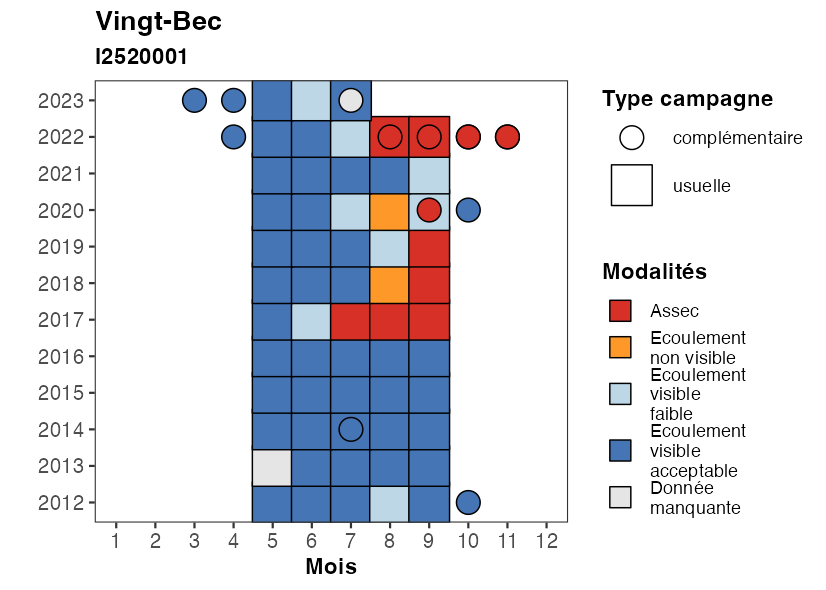 Vingt-Bec
I2520001
2023
2022
2021
2020
2019
2018
2017
2016
2015
2014
2013
2012
1 2 3 4 5 6 7 8 9 10 11 12
Mois
Type campagne
complémentaire
usuelle
Modalités
Assec
Ecoulement
non visible
Ecoulement
visible
faible
Ecoulement
visible
acceptable
Donnée
manquante